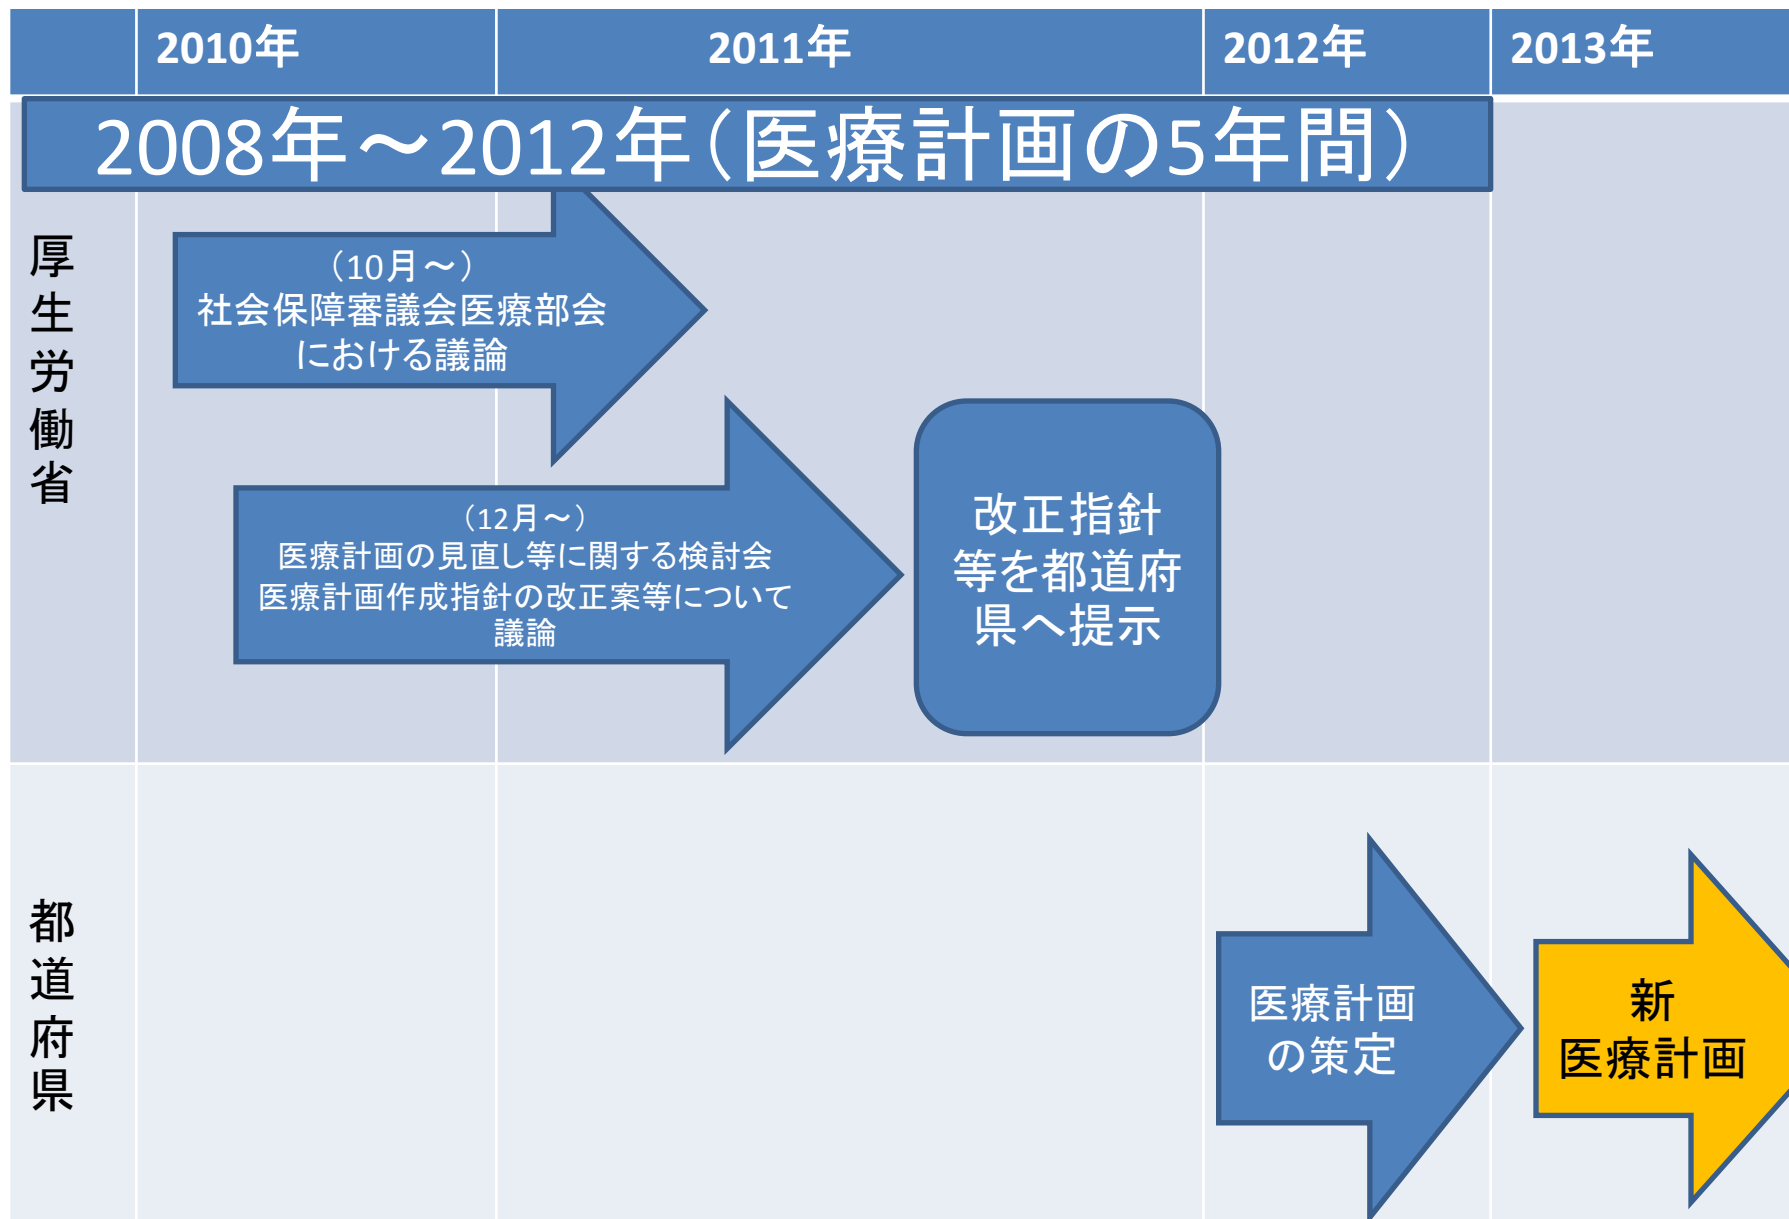 2010年
2011年
2012年
2013年
2008年～2012年（医療計画の5年間）
厚生労働省
（10月～）
社会保障審議会医療部会
における議論
（12月～）
医療計画の見直し等に関する検討会
医療計画作成指針の改正案等について
議論
改正指針
等を都道府
県へ提示
都道府県
医療計画
の策定
新
医療計画